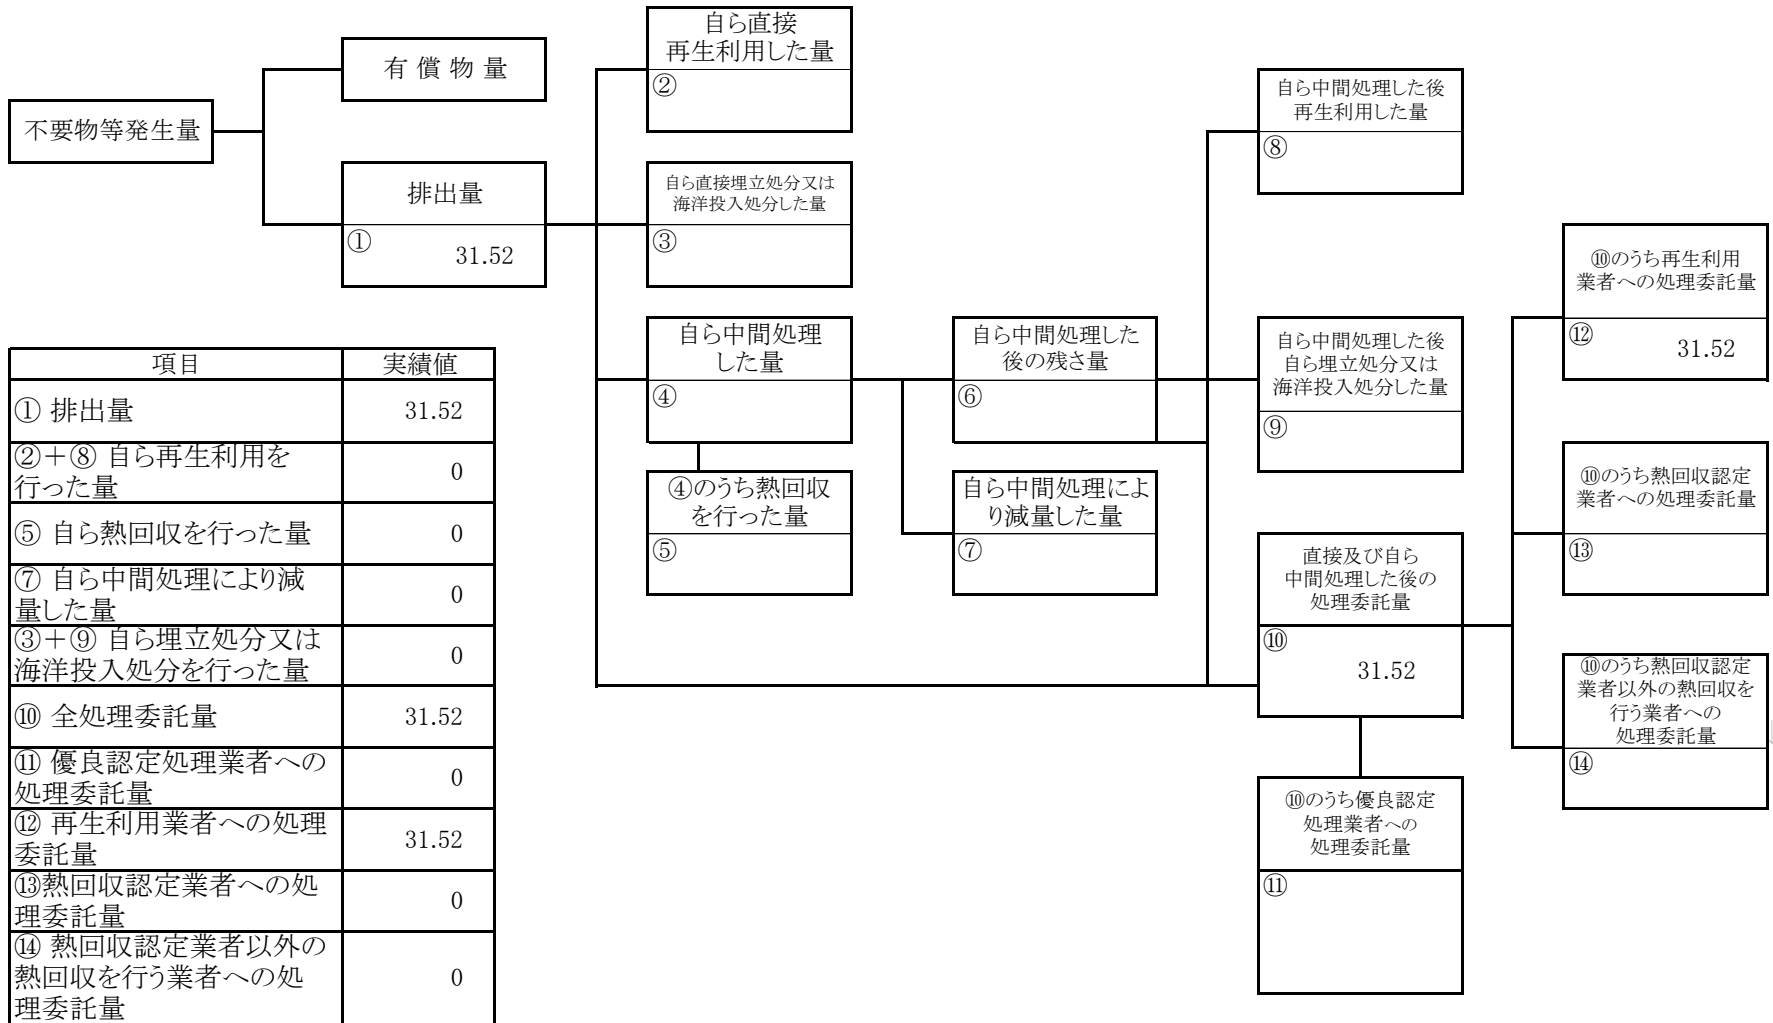 不要物等発生量
有 償 物 量
排出量
①
31.52
自ら直接
再生利用した量
②
自ら直接埋立処分又は
海洋投入処分した量
③
自ら中間処理
した量
④
④のうち熱回収
を行った量
⑤
自ら中間処理した
後の残さ量
⑥
自ら中間処理によ
り減量した量
⑦
自ら中間処理した後
再生利用した量
⑧
自ら中間処理した後
自ら埋立処分又は
海洋投入処分した量
⑨
直接及び自ら
中間処理した後の
処理委託量
⑩
31.52
⑩のうち優良認定
処理業者への
処理委託量
⑪
⑩のうち再生利用
業者への処理委託量
⑫
31.52
⑩のうち熱回収認定
業者への処理委託量
⑬
⑩のうち熱回収認定
業者以外の熱回収を
行う業者への
処理委託量
⑭
項目 実績値
① 排出量 31.52
②＋⑧ 自ら再生利用を
行った量 0
⑤ 自ら熱回収を行った量 0
⑦ 自ら中間処理により減
量した量 0
③＋⑨ 自ら埋立処分又は
海洋投入処分を行った量 0
⑩ 全処理委託量 31.52
⑪ 優良認定処理業者への
処理委託量 0
⑫ 再生利用業者への処理
委託量 31.52
⑬熱回収認定業者への処
理委託量 0
⑭ 熱回収認定業者以外の
熱回収を行う業者への処
理委託量 0